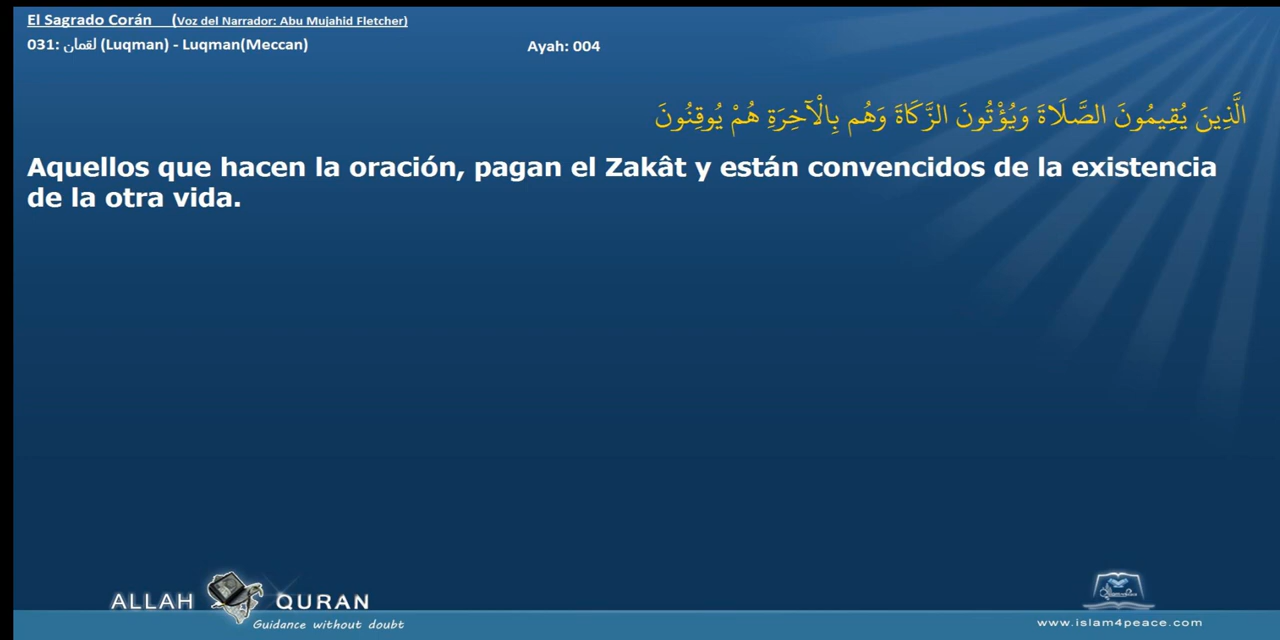 El Sagrado Corán (Voz del Narrador: Abu Mujahid Fletcher)
031: لقمان (Luqman) - Luqman(Meccan) Ayah: 004
الَّذِينَ يُقِيمُونَ الصَّلَاةَ وَيُؤْتُونَ الزَّكَاةَ وَهُم بِالْآخِرَةِ هُمْ يُوقِنُونَ
Aquellos que hacen la oración, pagan el Zakât y están convencidos de la existencia
de la otra vida.
ALLAH QURAN
Guidance without doubt
www.islam4peace.com